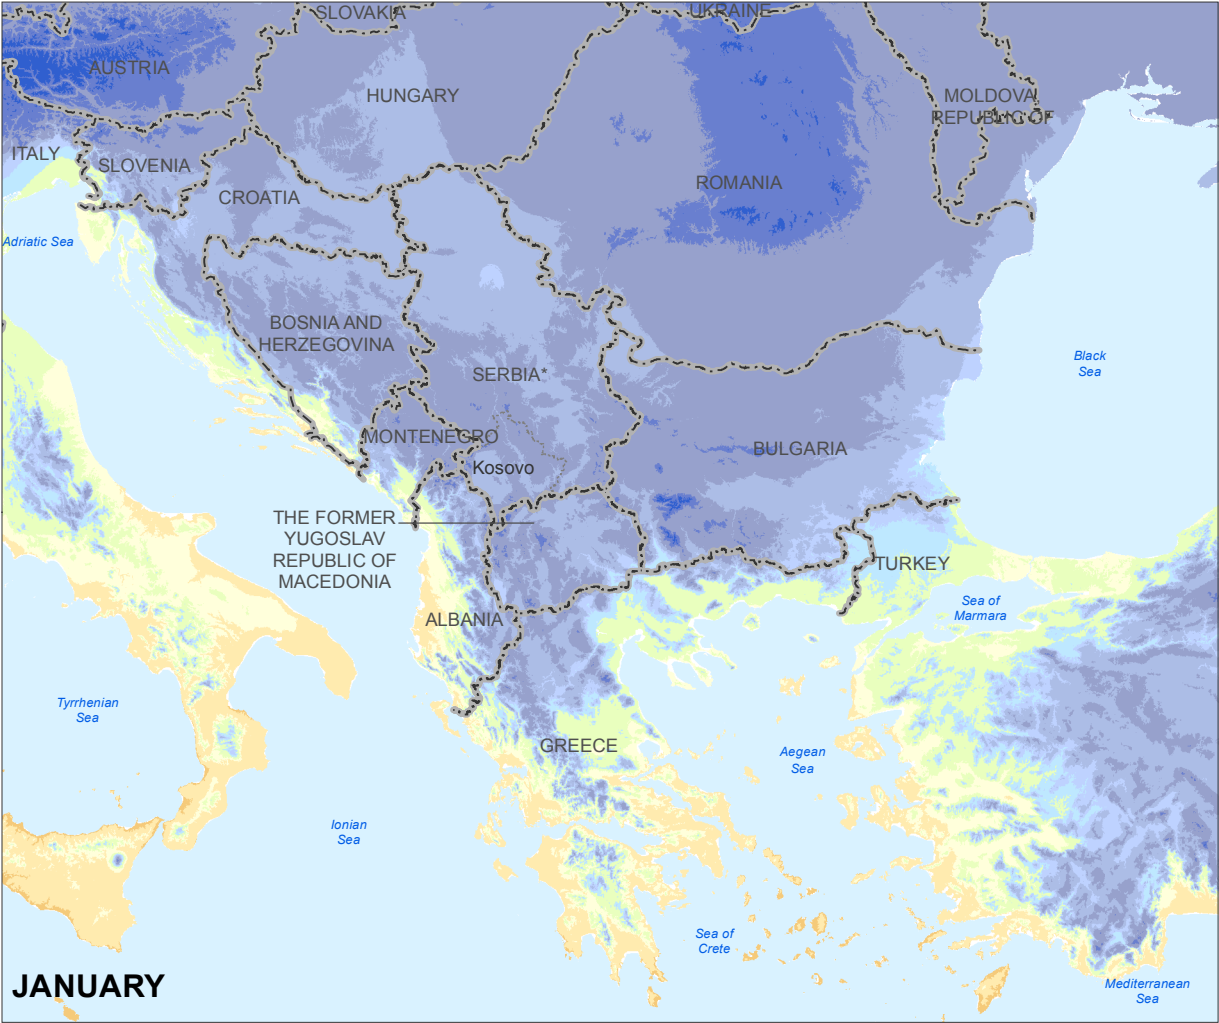 SLOVAKIA
UKRAINE
AUSTRIA
HUNGARY
MOLDOVA,
REPUBLIC OF
ITALY
SLOVENIA
CROATIA
ROMANIA
Adriatic Sea
BOSNIA AND
HERZEGOVINA
SERBIA*
Black
Sea
MONTENEGRO
Kosovo
BULGARIA
THE FORMER
YUGOSLAV
REPUBLIC OF
MACEDONIA
TURKEY
ALBANIA
Sea of
Marmara
Tyrrhenian
Sea
GREECE
Aegean
Sea
Ionian
Sea
Sea of
Crete
JANUARY
Mediterranean
Sea